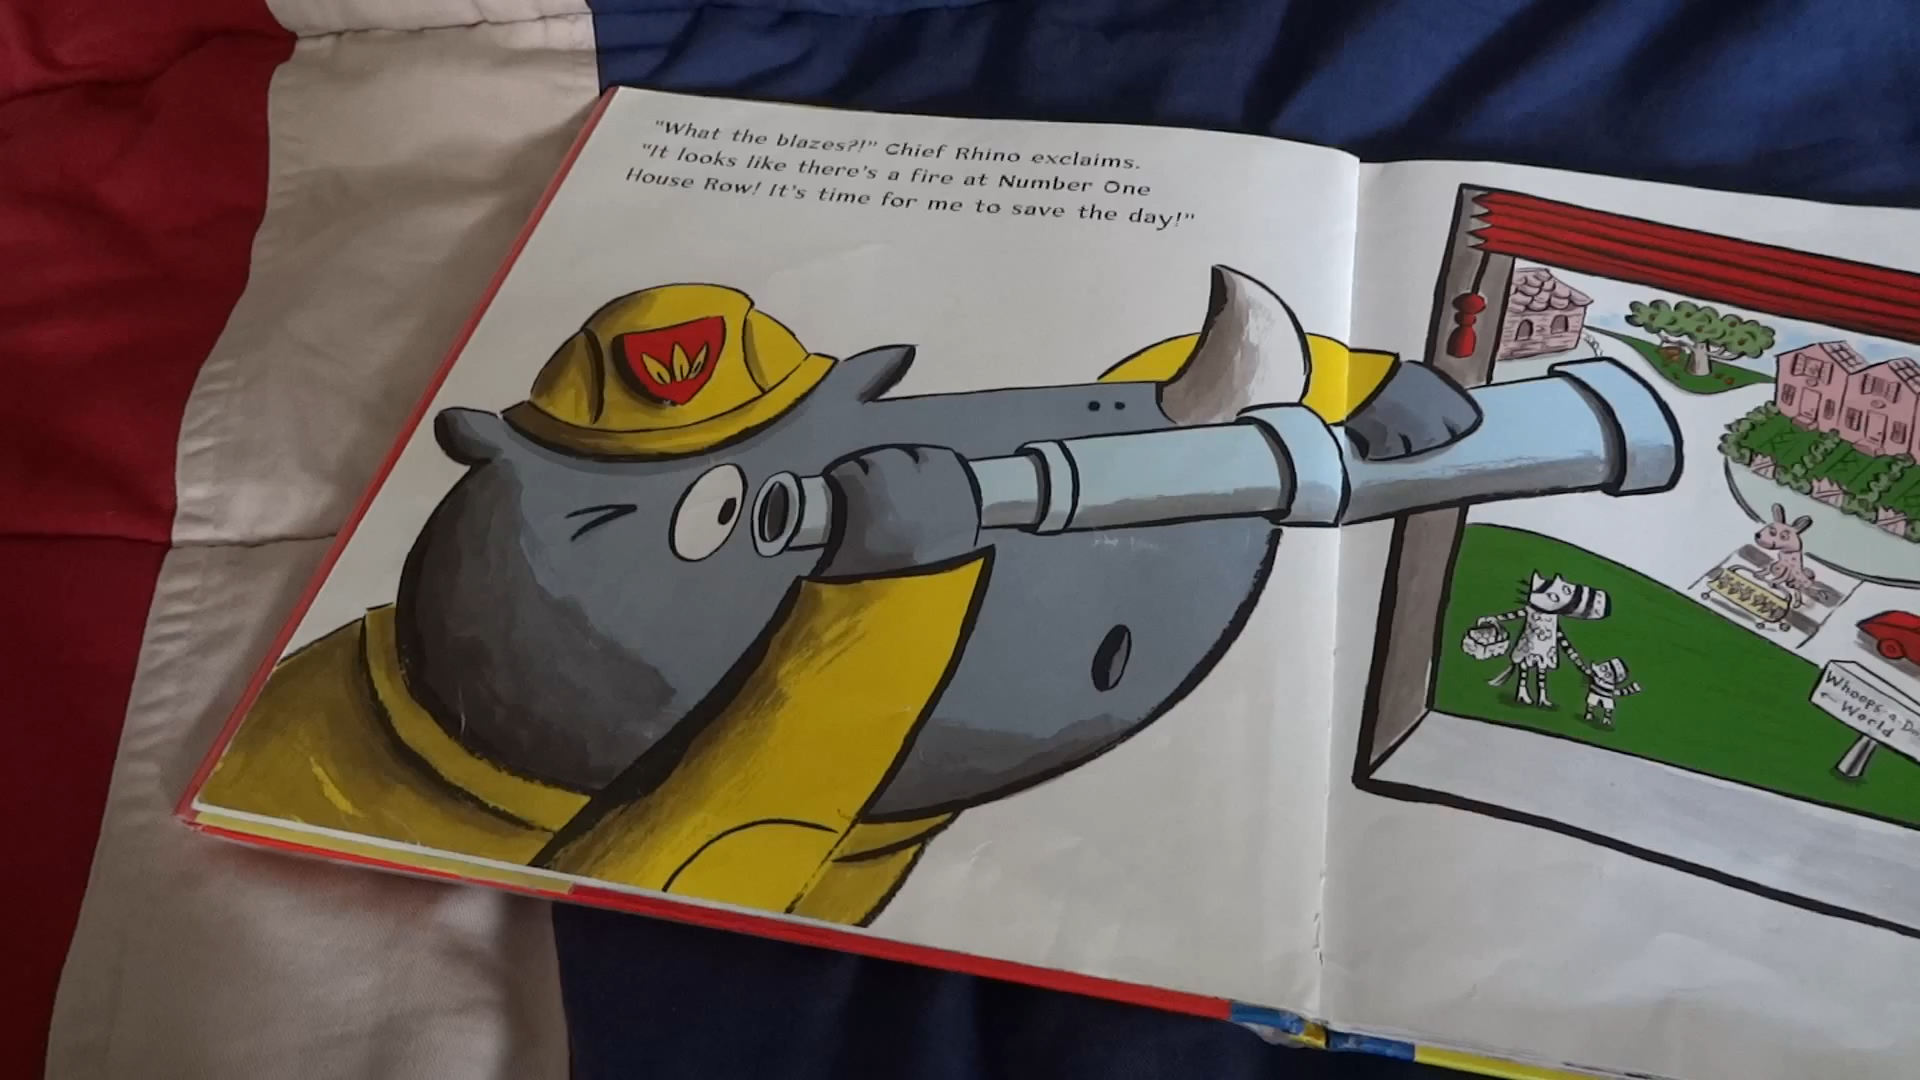 "What the blazes?!" Chief Rhino exclaims.
"It looks like there's a fire at Number One
House Row! It's time for me to save the day!"
Whoops-a-
World